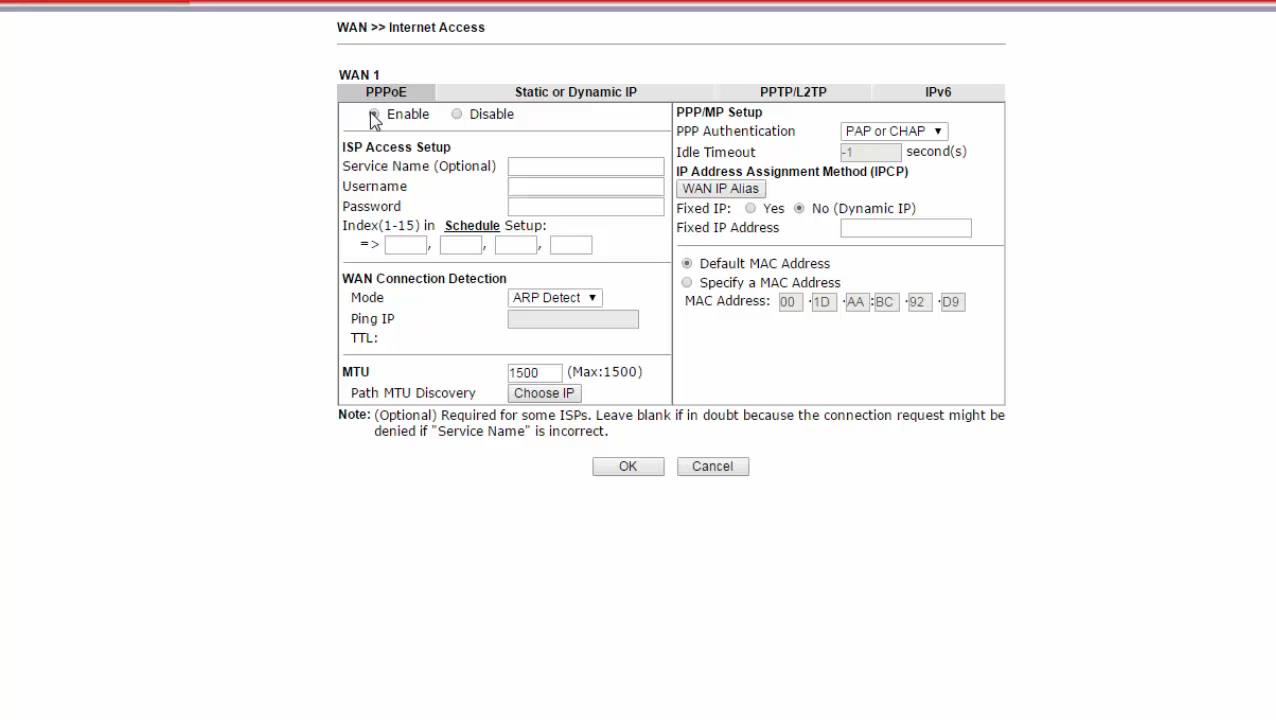 WAN >> Internet Access
WAN 1
PPPoE Static or Dynamic IP PPTP/L2TP IPv6
Enable Disable
ISP Access Setup
Service Name (Optional)
Username
Password
Index(1-15) in Schedule Setup:
=> , , ,
WAN Connection Detection
Mode ARP Detect
Ping IP
TTL:
MTU 1500 (Max:1500)
Path MTU Discovery Choose IP
PPP/MP Setup
PPP Authentication PAP or CHAP
Idle Timeout -1 second(s)
IP Address Assignment Method (IPCP)
WAN IP Alias
Fixed IP: Yes No (Dynamic IP)
Fixed IP Address
Default MAC Address
Specify a MAC Address
MAC Address: 00 ·1D ·AA :BC ·92 ·D9
Note: (Optional) Required for some ISPs. Leave blank if in doubt because the connection request might be
denied if "Service Name" is incorrect.
OK Cancel